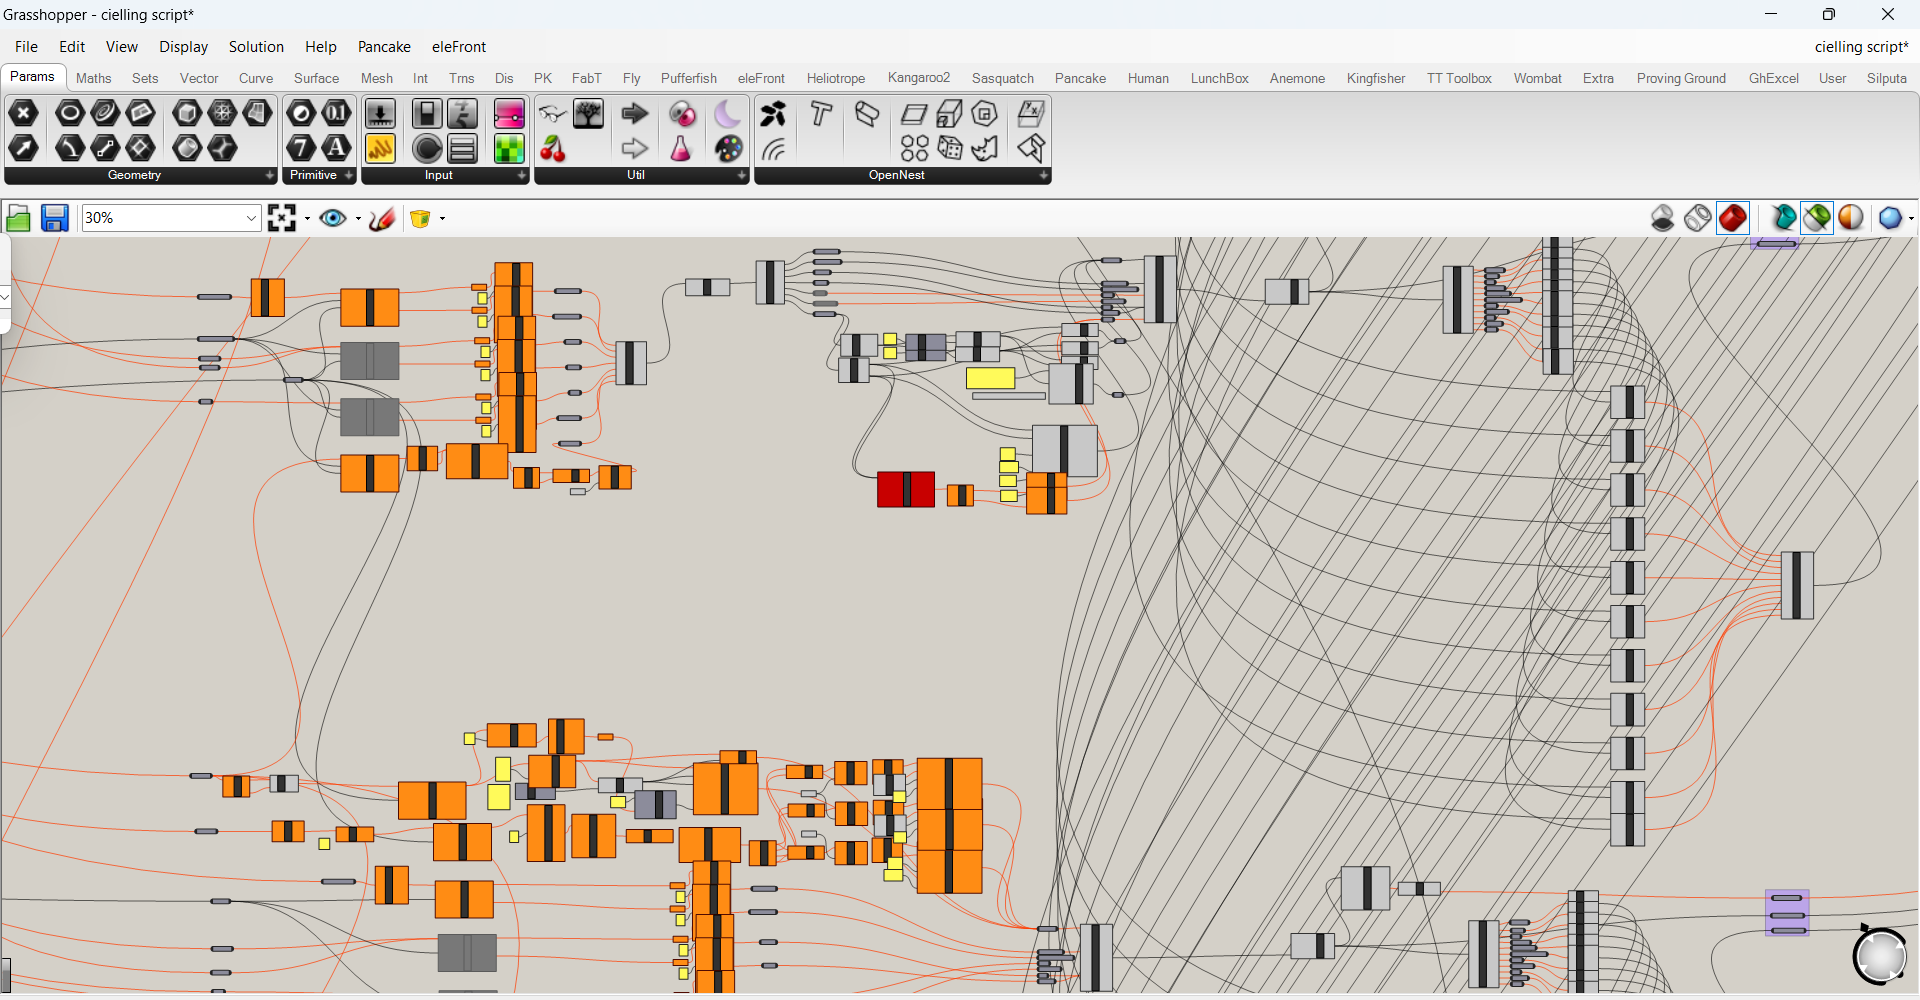 Grasshopper - cielling script*
File Edit View Display Solution Help Pancake eleFront cielling script*
Params Maths Sets Vector Curve Surface Mesh Int Trns Dis PK FabT Fly Pufferfish eleFront Heliotrope Kangaroo2 Sasquatch Pancake Human LunchBox Anemone Kingfisher TT Toolbox Wombat Extra Proving Ground GhExcel User Silputa
Geometry Primitive Input Util OpenNest
30%